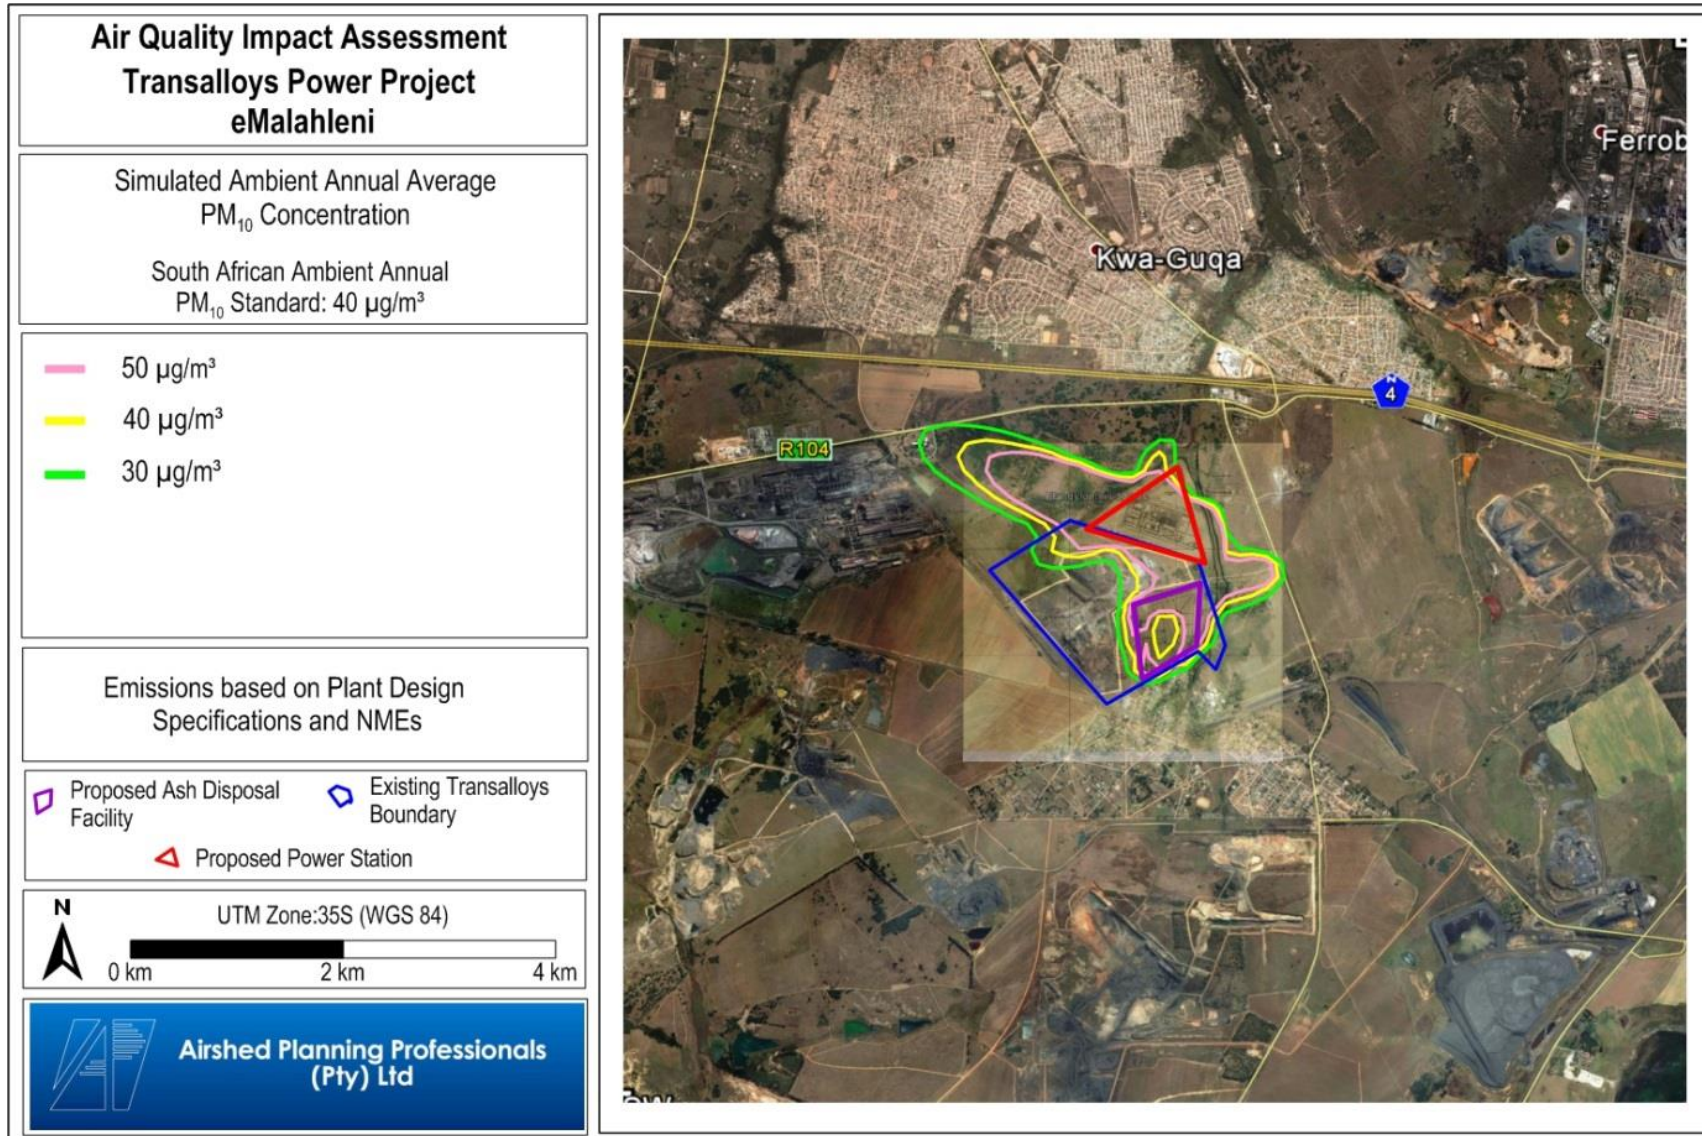 Air Quality Impact Assessment
Transalloys Power Project
eMalahleni
Simulated Ambient Annual Average
PM₁₀ Concentration
South African Ambient Annual
PM₁₀ Standard: 40 µg/m³
50 µg/m³
40 µg/m³
30 µg/m³
Emissions based on Plant Design
Specifications and NMEs
Proposed Ash Disposal
Facility
Existing Transalloys
Boundary
Proposed Power Station
N
UTM Zone:35S (WGS 84)
0 km 2 km 4 km
Airshed Planning Professionals
(Pty) Ltd
Ferrob
Kwa-Guqa
N
4
R104